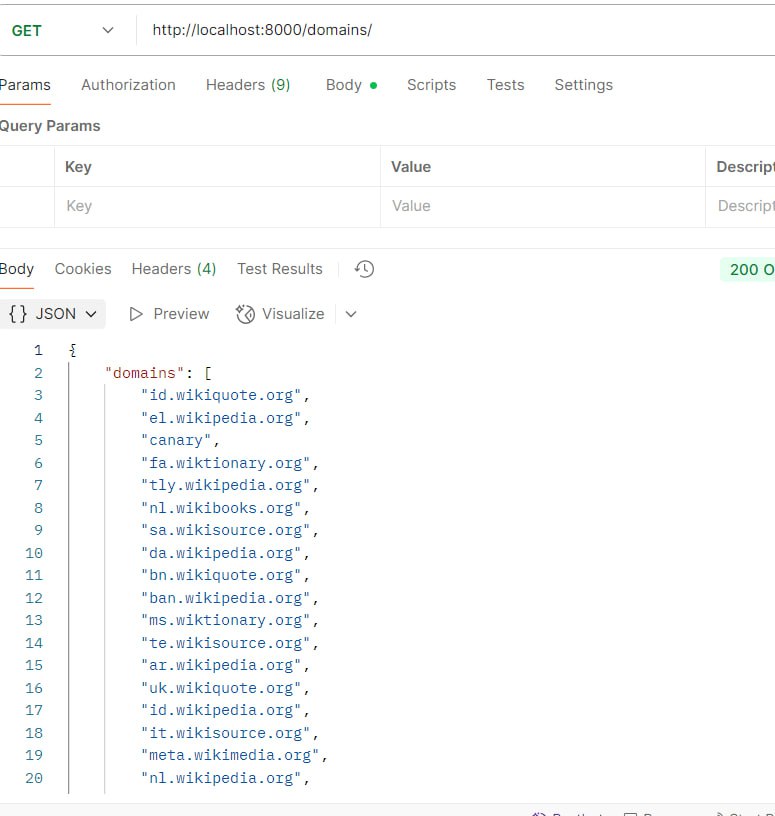 GET http://localhost:8000/domains/
Params Authorization Headers (9) Body Scripts Tests Settings
Query Params
Key Value Descript
Key Value Descript
Body Cookies Headers (4) Test Results 200 O
{} JSON Preview Visualize
1 {
2 "domains": [
3 "id.wikiquote.org",
4 "el.wikipedia.org",
5 "canary",
6 "fa.wiktionary.org",
7 "tly.wikipedia.org",
8 "nl.wikibooks.org",
9 "sa.wikisource.org",
10 "da.wikipedia.org",
11 "bn.wikiquote.org",
12 "ban.wikipedia.org",
13 "ms.wiktionary.org",
14 "te.wikisource.org",
15 "ar.wikipedia.org",
16 "uk.wikiquote.org",
17 "id.wikipedia.org",
18 "it.wikisource.org",
19 "meta.wikimedia.org",
20 "nl.wikipedia.org",